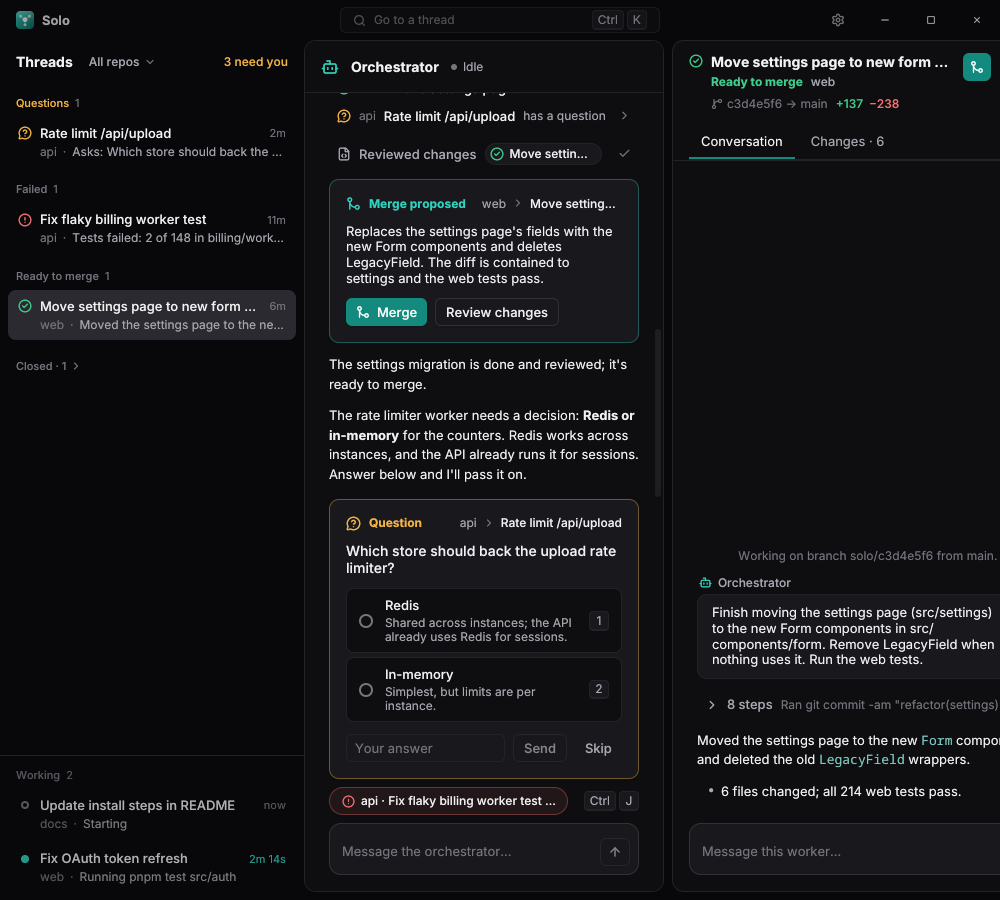 Solo
Go to a thread
Ctrl K
Threads
All repos
3 need you
Questions 1
Rate limit /api/upload 2m
api · Asks: Which store should back the ...
Failed 1
Fix flaky billing worker test 11m
api · Tests failed: 2 of 148 in billing/work...
Ready to merge 1
Move settings page to new form ... 6m
web · Moved the settings page to the ne...
Closed · 1
Working 2
Update install steps in README now
docs · Starting
Fix OAuth token refresh 2m 14s
web · Running pnpm test src/auth
Orchestrator
Idle
api Rate limit /api/upload has a question
Reviewed changes Move settin...
Merge proposed web Move setting...
Replaces the settings page's fields with the
new Form components and deletes
LegacyField. The diff is contained to
settings and the web tests pass.
Merge
Review changes
The settings migration is done and reviewed; it's
ready to merge.
The rate limiter worker needs a decision: Redis or
in-memory for the counters. Redis works across
instances, and the API already runs it for sessions.
Answer below and I'll pass it on.
Question api Rate limit /api/upload
Which store should back the upload rate
limiter?
Redis
Shared across instances; the API
already uses Redis for sessions.
1
In-memory
Simplest, but limits are per
instance.
2
Your answer
Send
Skip
api · Fix flaky billing worker test ...
Ctrl J
Message the orchestrator...
Move settings page to new form ...
Ready to merge web
c3d4e5f6 → main +137 −238
Conversation
Changes · 6
Working on branch solo/c3d4e5f6 from main.
Orchestrator
Finish moving the settings page (src/settings)
to the new Form components in src/
components/form. Remove LegacyField when
nothing uses it. Run the web tests.
8 steps Ran git commit -am "refactor(settings)
Moved the settings page to the new Form compo
and deleted the old LegacyField wrappers.
• 6 files changed; all 214 web tests pass.
Message this worker...